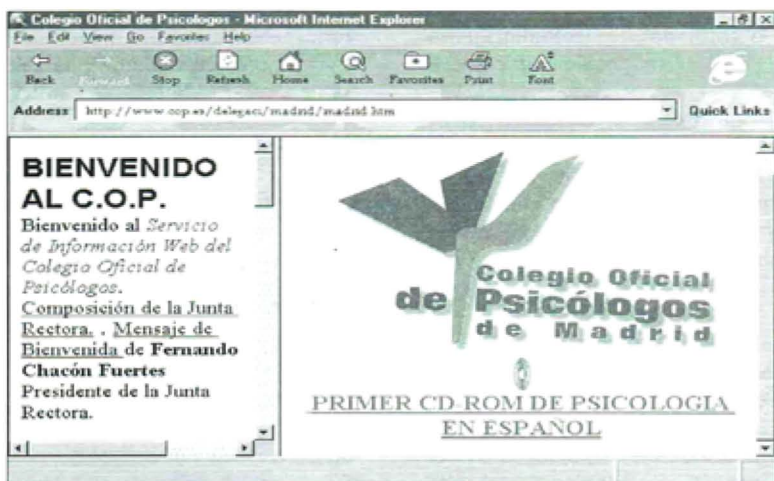 Colegio Oficial de Psicologos - Microsoft Internet Explorer
File Edit View Go Favorites Help
Back Forward Stop Refresh Home Search Favorites Print Font
Address http://www.cop.es/delegaci/madrid/madrid.htm Quick Links
BIENVENIDO
AL C.O.P.
Bienvenido al Servicio
de Información Web del
Colegio Oficial de
Psicólogos.
Composición de la Junta
Rectora. . Mensaje de
Bienvenida de Fernando
Chacón Fuertes
Presidente de la Junta
Rectora.
Colegio Oficial
de Psicólogos
de Madrid
PRIMER CD-ROM DE PSICOLOGIA
EN ESPAÑOL